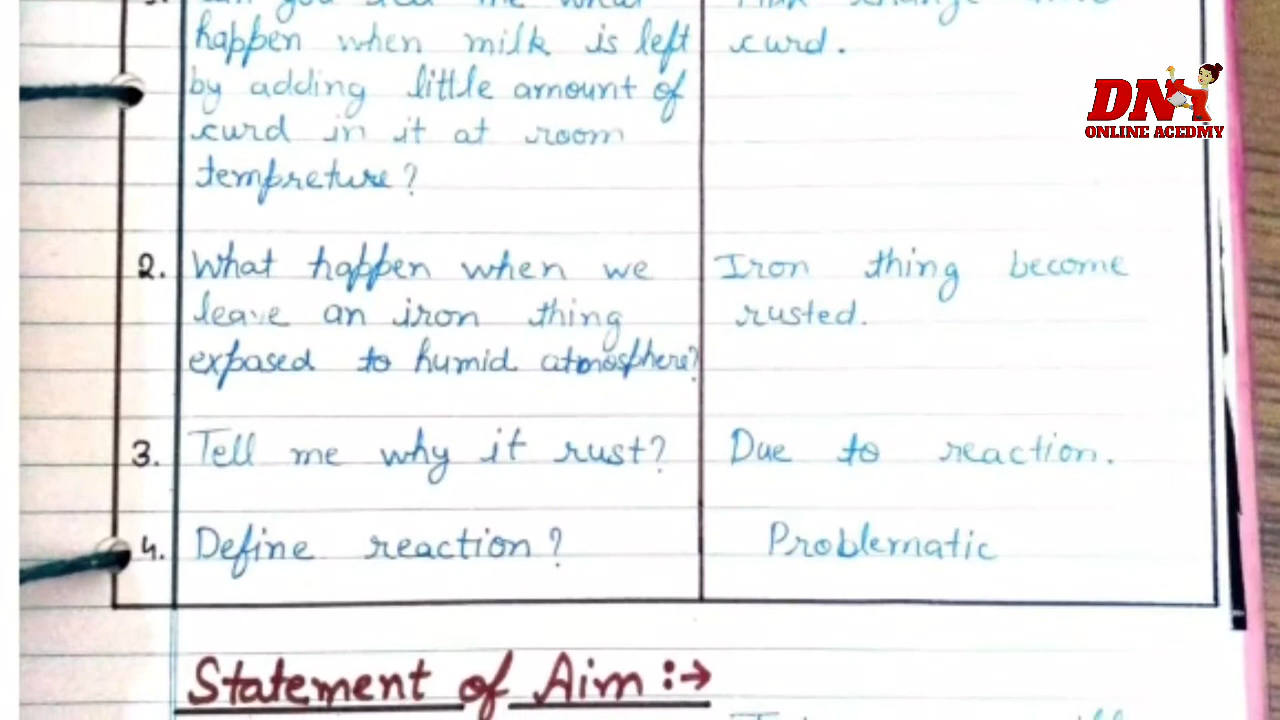 happen when milk is left
curd.
by adding little amount of
curd in it at room
tempreture?
2. What happen when we
leave an iron thing
exposed to humid atmosphere?
Iron thing become
rusted.
3. Tell me why it rust?
Due to reaction.
4. Define reaction?
Problematic
Statement of Aim :→
DNA
ONLINE ACEDMY